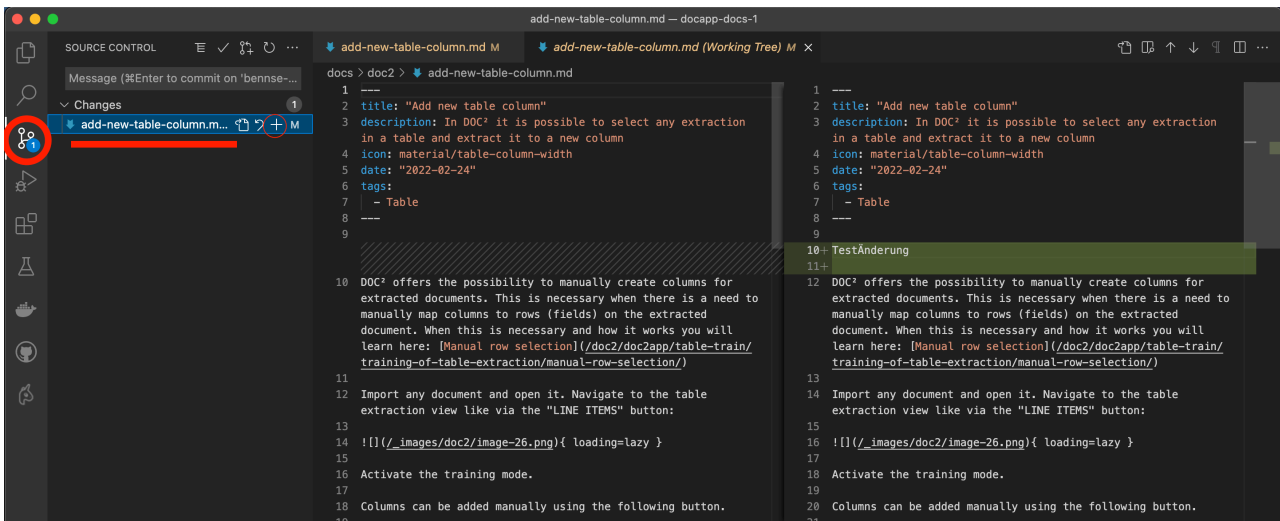 add-new-table-column.md — docapp-docs-1
SOURCE CONTROL
Message (⌘Enter to commit on 'bennse-...
Changes
1
add-new-table-column.m...
M
1
add-new-table-column.md M
add-new-table-column.md (Working Tree) M
docs > doc2 > add-new-table-column.md
1 ---
2 title: "Add new table column"
3 description: In DOC² it is possible to select any extraction
in a table and extract it to a new column
4 icon: material/table-column-width
5 date: "2022-02-24"
6 tags:
7 - Table
8 ---
9
10 DOC² offers the possibility to manually create columns for
extracted documents. This is necessary when there is a need to
manually map columns to rows (fields) on the extracted
document. When this is necessary and how it works you will
learn here: [Manual row selection](/doc2/doc2app/table-train/
training-of-table-extraction/manual-row-selection/)
11
12 Import any document and open it. Navigate to the table
extraction view like via the "LINE ITEMS" button:
13
14 ![](/_images/doc2/image-26.png){ loading=lazy }
15
16 Activate the training mode.
17
18 Columns can be added manually using the following button.
1 ---
2 title: "Add new table column"
3 description: In DOC² it is possible to select any extraction
in a table and extract it to a new column
4 icon: material/table-column-width
5 date: "2022-02-24"
6 tags:
7 - Table
8 ---
9
10+ TestÄnderung
11+
12 DOC² offers the possibility to manually create columns for
extracted documents. This is necessary when there is a need to
manually map columns to rows (fields) on the extracted
document. When this is necessary and how it works you will
learn here: [Manual row selection](/doc2/doc2app/table-train/
training-of-table-extraction/manual-row-selection/)
13
14 Import any document and open it. Navigate to the table
extraction view like via the "LINE ITEMS" button:
15
16 ![](/_images/doc2/image-26.png){ loading=lazy }
17
18 Activate the training mode.
19
20 Columns can be added manually using the following button.